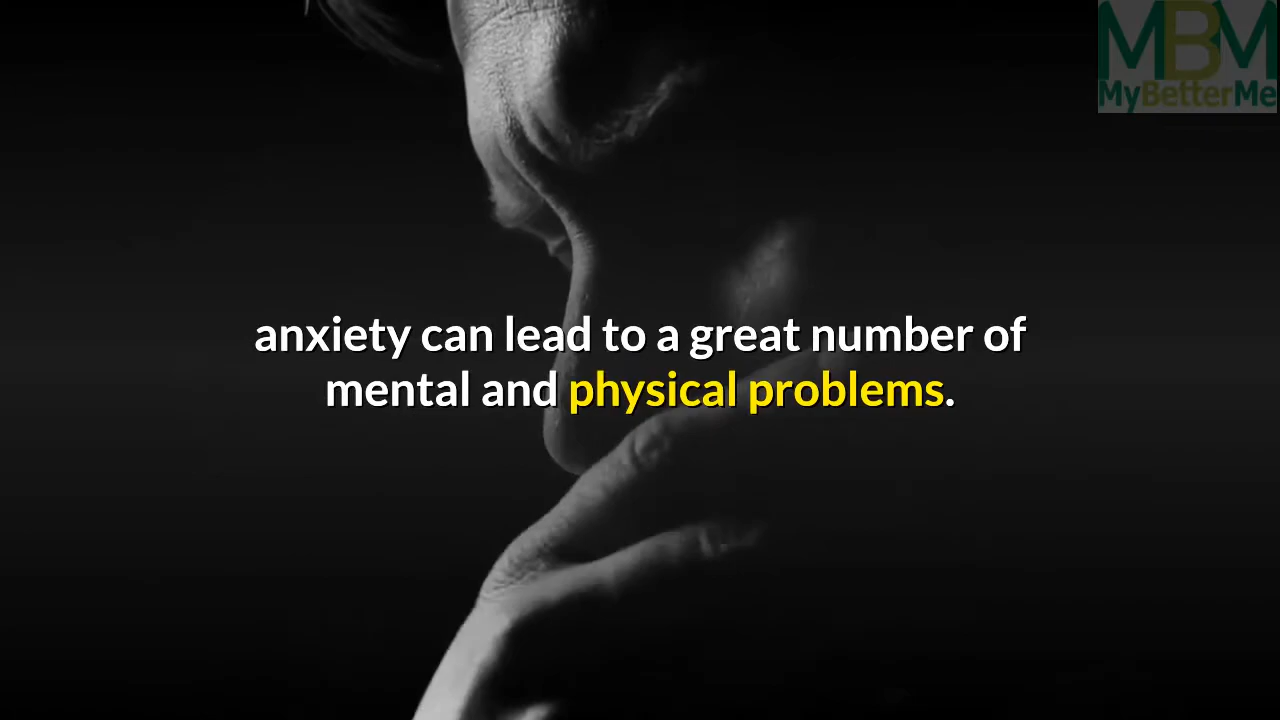 MBM
MyBetterMe
anxiety can lead to a great number of
mental and physical problems.